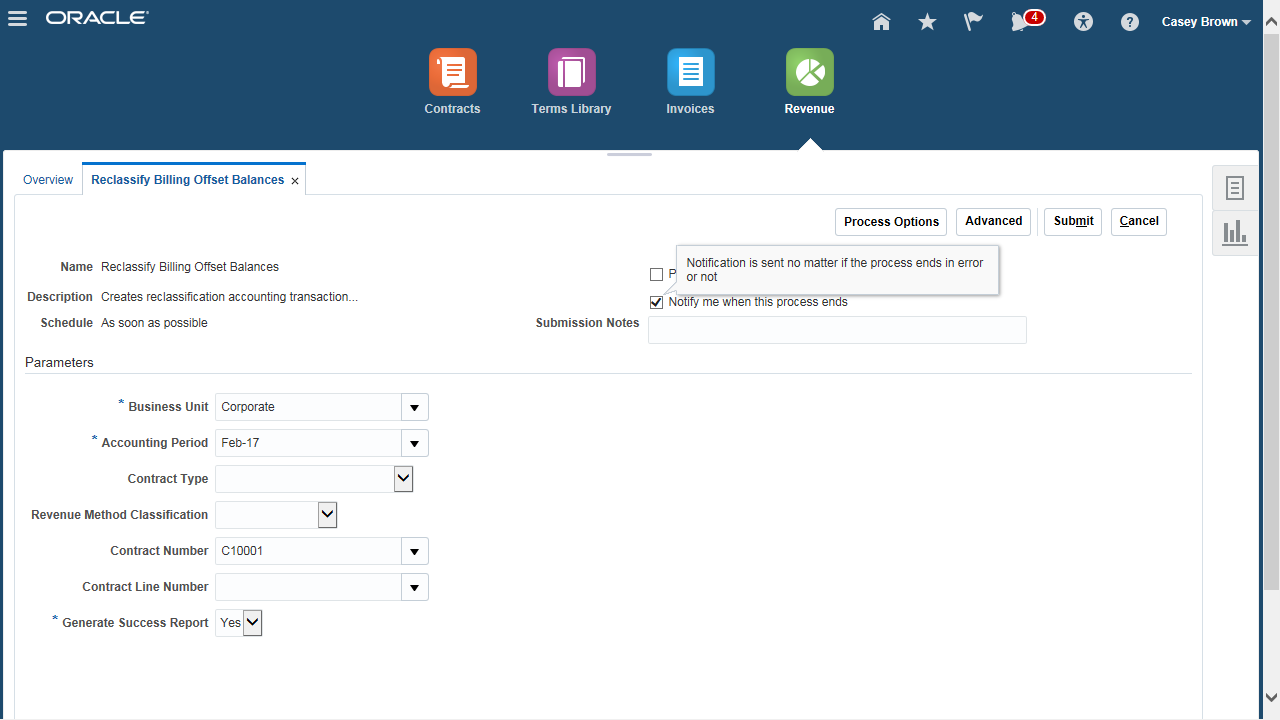 ORACLE
4
Casey Brown
Contracts
Terms Library
Invoices
Revenue
Overview
Reclassify Billing Offset Balances
Process Options
Advanced
Submit
Cancel
Name Reclassify Billing Offset Balances
P
Notification is sent no matter if the process ends in error
or not
Description Creates reclassification accounting transaction...
Notify me when this process ends
Schedule As soon as possible
Submission Notes
Parameters
* Business Unit Corporate
* Accounting Period Feb-17
Contract Type
Revenue Method Classification
Contract Number C10001
Contract Line Number
* Generate Success Report Yes